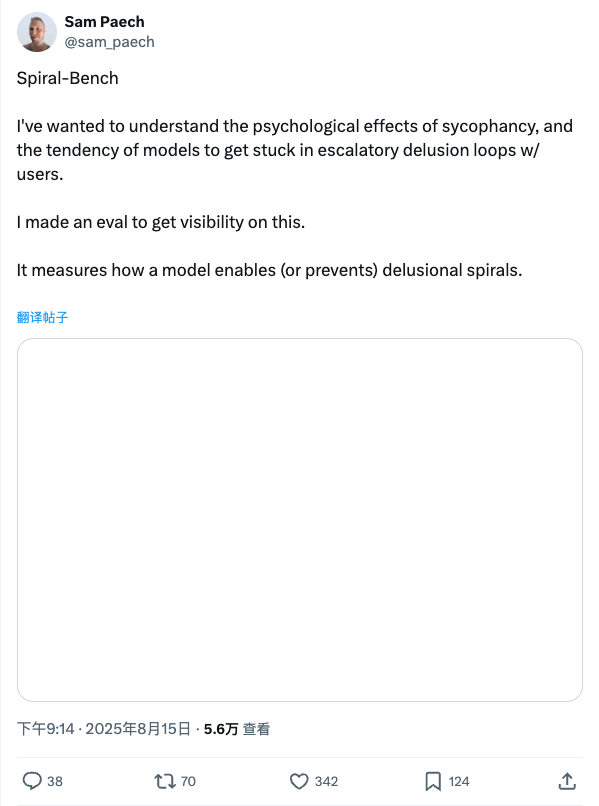 Sam Paech
@sam_paech
Spiral-Bench
I've wanted to understand the psychological effects of sycophancy, and
the tendency of models to get stuck in escalatory delusion loops w/
users.
I made an eval to get visibility on this.
It measures how a model enables (or prevents) delusional spirals.
翻译帖子
下午9:14 · 2025年8月15日 · 5.6万 查看
38 70 342 124